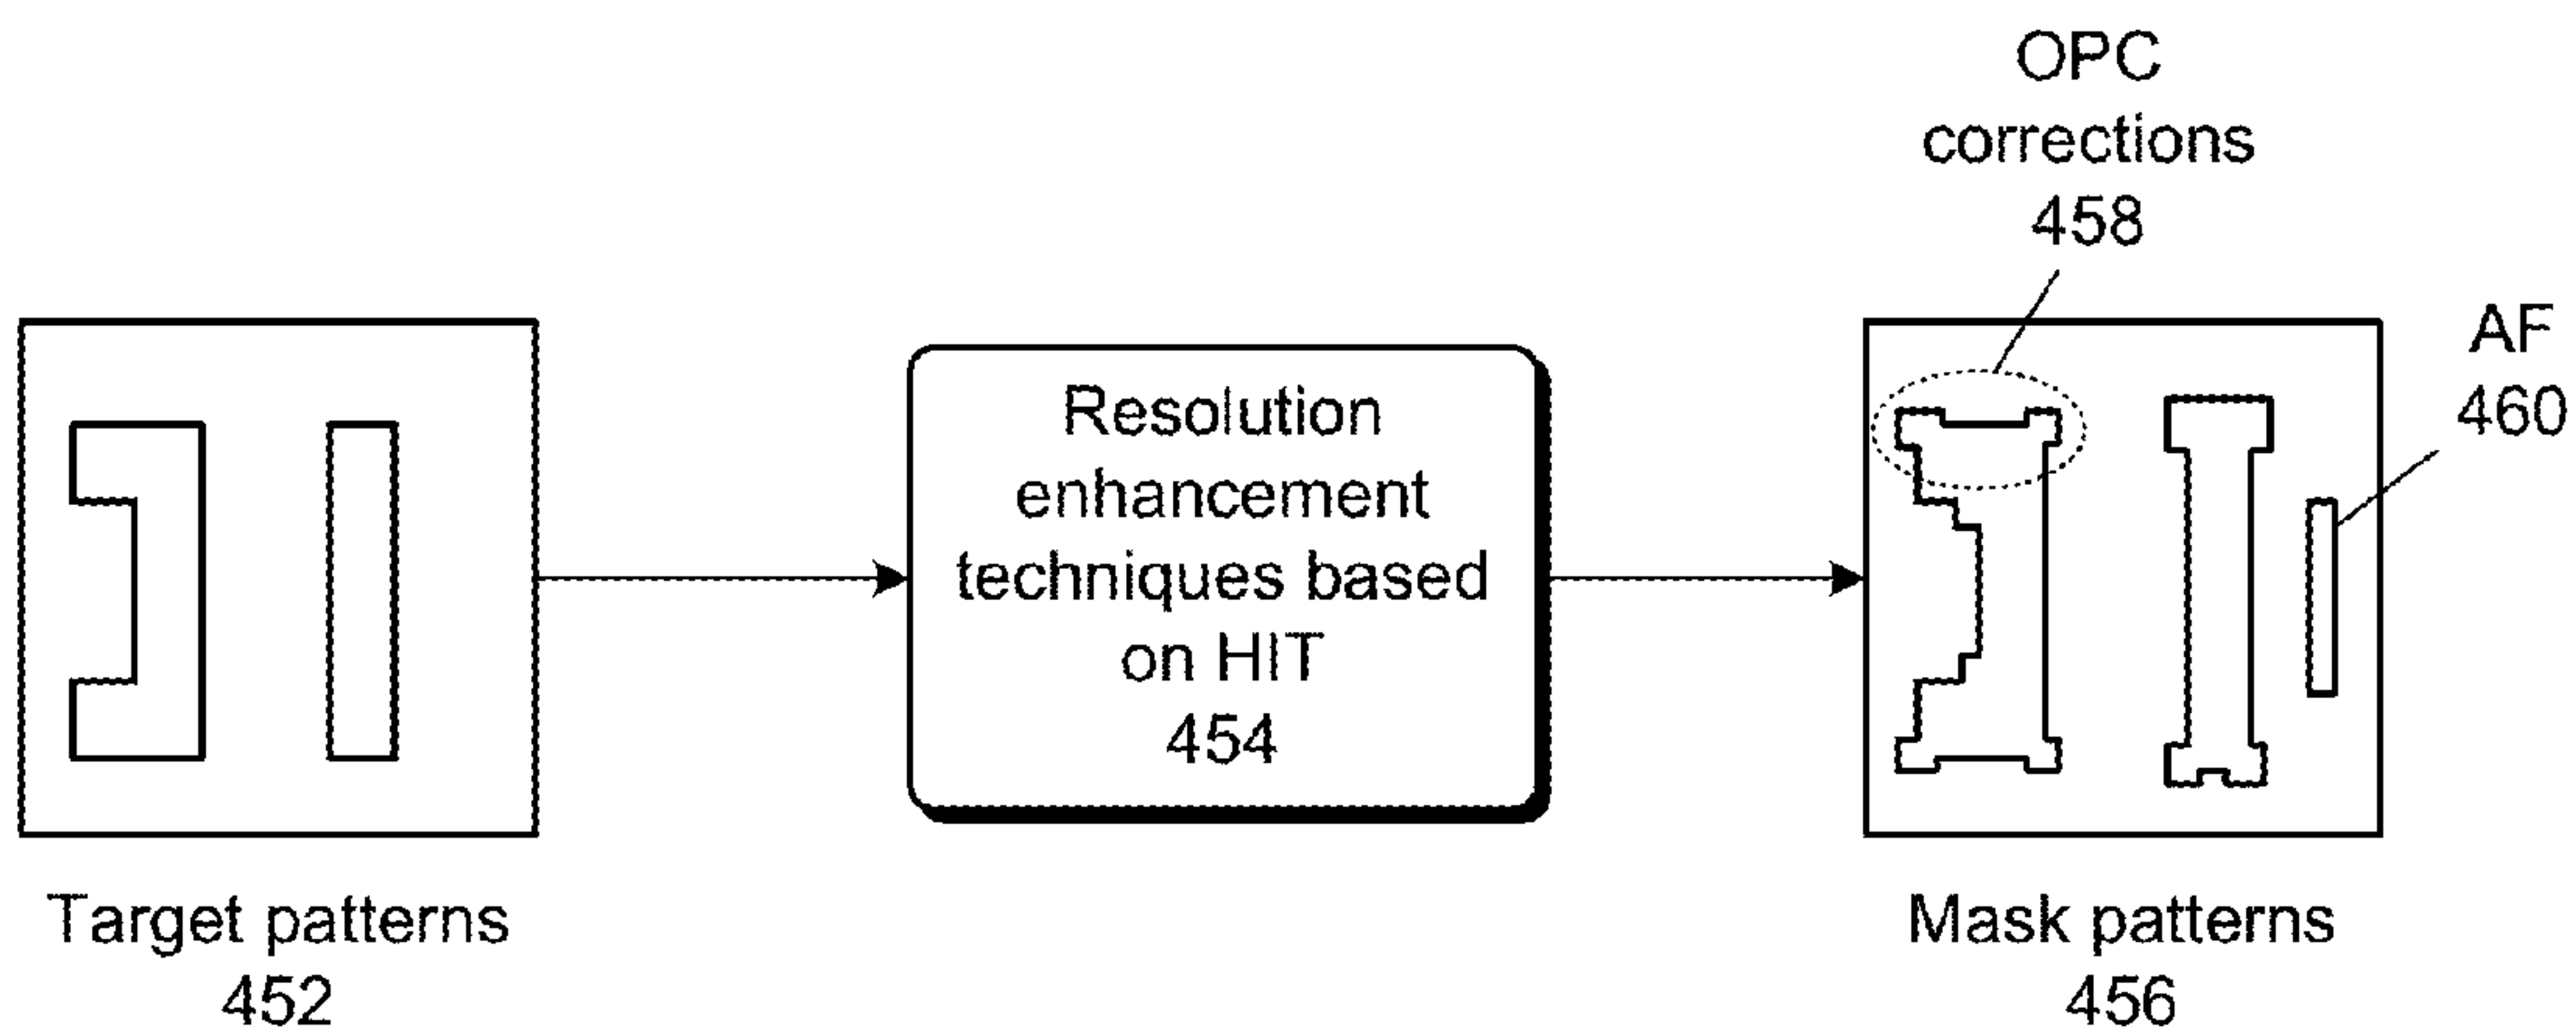 OPC
corrections
458
AF
460
Resolution
enhancement
techniques based
on HIT
454
Target patterns
452
Mask patterns
456